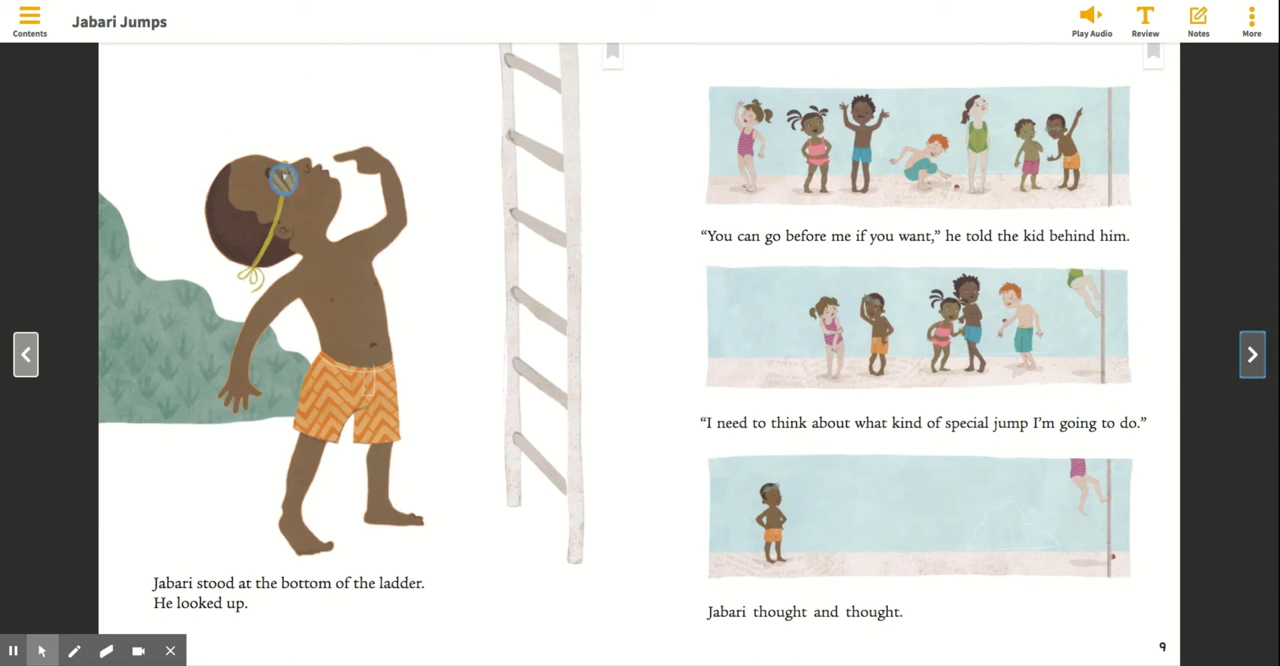 Contents
Jabari Jumps
Play Audio
Review
Notes
More
Jabari stood at the bottom of the ladder.
He looked up.
“You can go before me if you want,” he told the kid behind him.
“I need to think about what kind of special jump I’m going to do.”
Jabari thought and thought.
9